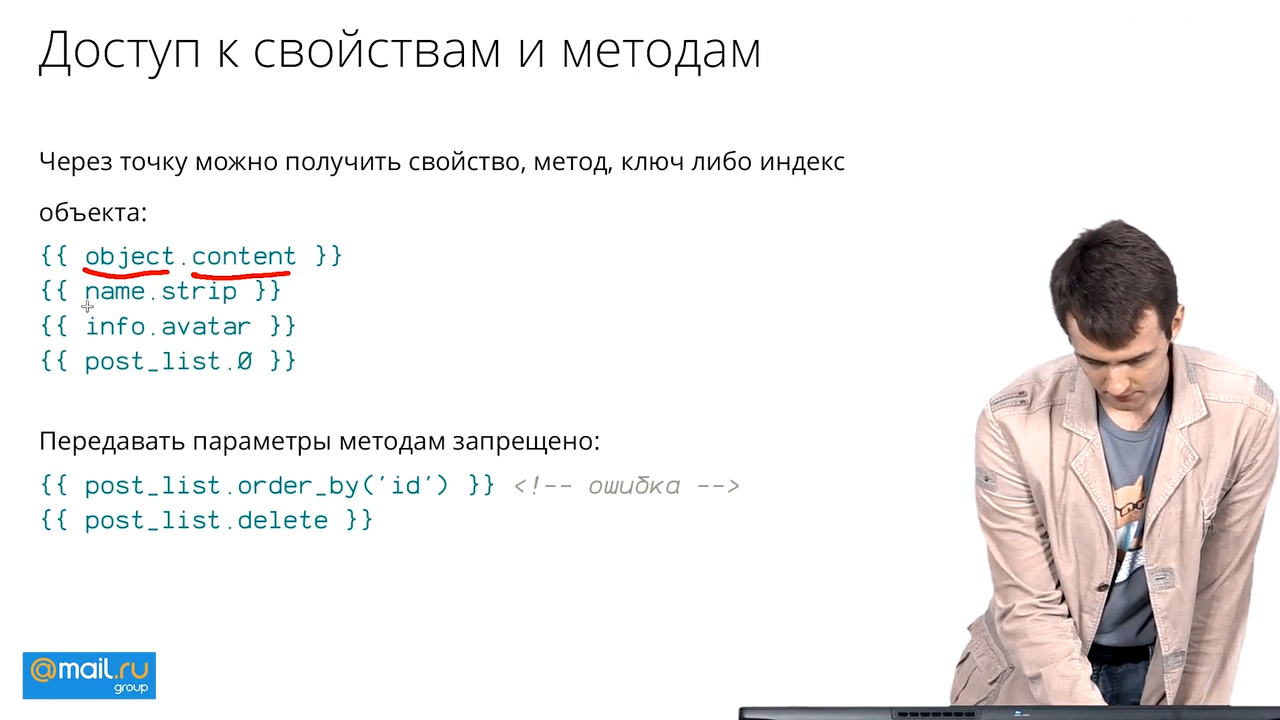 Доступ к свойствам и методам
Через точку можно получить свойство, метод, ключ либо индекс
объекта:
{{ object.content }}
{{ name.strip }}
{{ info.avatar }}
{{ post_list.0 }}
Передавать параметры методам запрещено:
{{ post_list.order_by('id') }} <!-- ошибка -->
{{ post_list.delete }}
@mail.ru
group